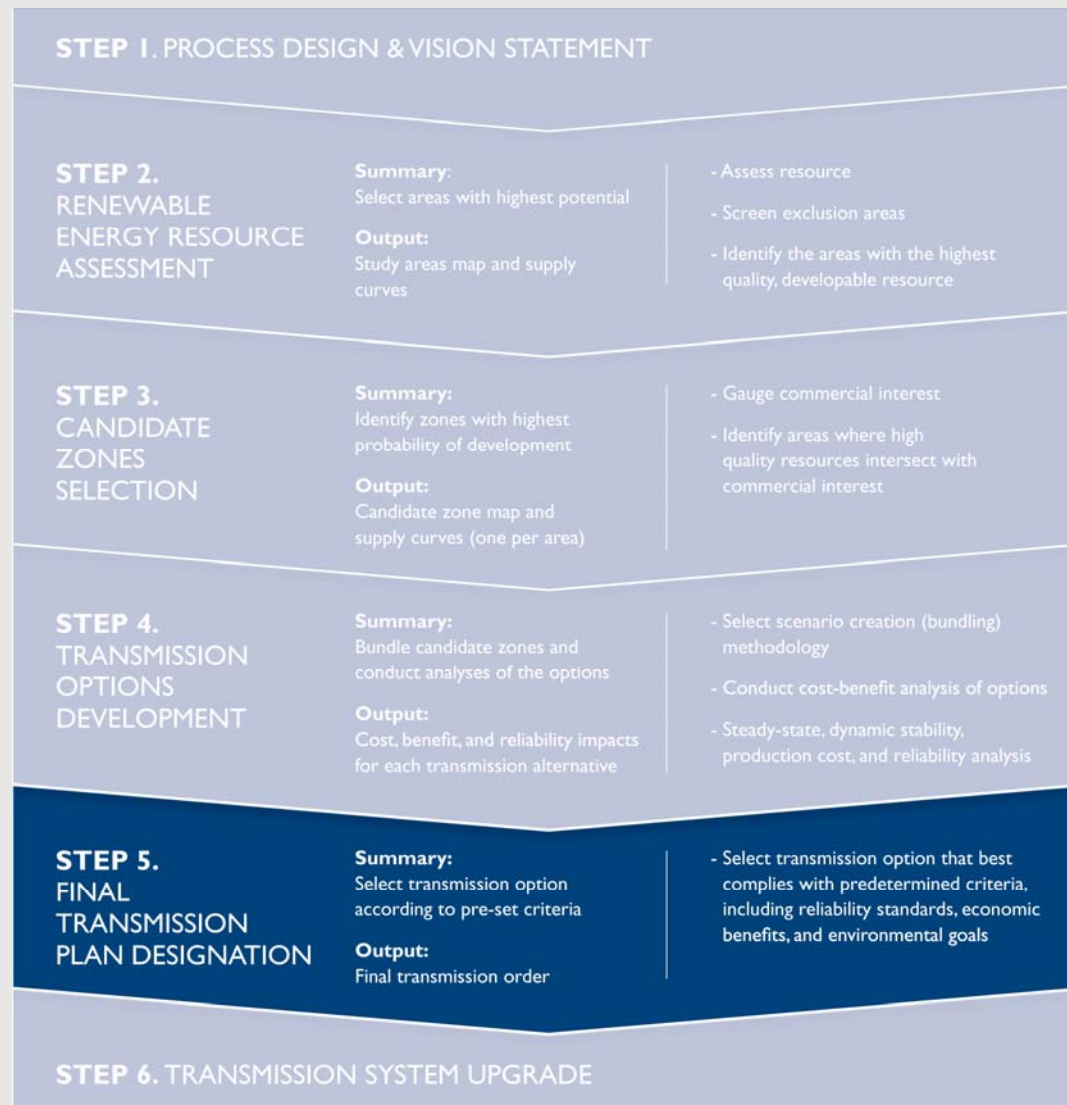 STEP 1. PROCESS DESIGN & VISION STATEMENT
STEP 2.
RENEWABLE
ENERGY RESOURCE
ASSESSMENT
Summary:
Select areas with highest potential
Output:
Study areas map and supply
curves
- Assess resource
- Screen exclusion areas
- Identify the areas with the highest
quality, developable resource
STEP 3.
CANDIDATE
ZONES
SELECTION
Summary:
Identify zones with highest
probability of development
Output:
Candidate zone map and
supply curves (one per area)
- Gauge commercial interest
- Identify areas where high
quality resources intersect with
commercial interest
STEP 4.
TRANSMISSION
OPTIONS
DEVELOPMENT
Summary:
Bundle candidate zones and
conduct analyses of the options
Output:
Cost, benefit, and reliability impacts
for each transmission alternative
- Select scenario creation (bundling)
methodology
- Conduct cost-benefit analysis of options
- Steady-state, dynamic stability,
production cost, and reliability analysis
STEP 5.
FINAL
TRANSMISSION
PLAN DESIGNATION
Summary:
Select transmission option
according to pre-set criteria
Output:
Final transmission order
- Select transmission option that best
complies with predetermined criteria,
including reliability standards, economic
benefits, and environmental goals
STEP 6. TRANSMISSION SYSTEM UPGRADE